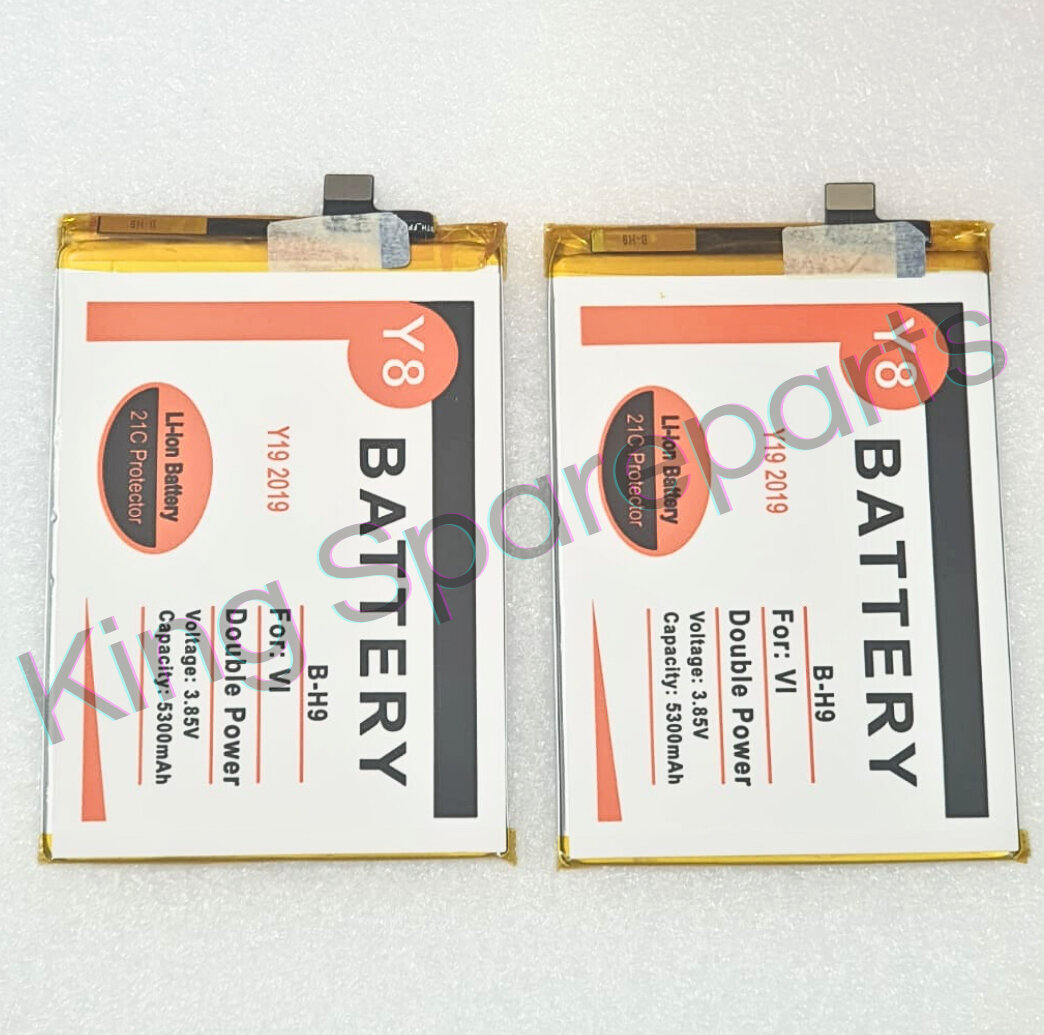 B-H9
Y8
BATTERY
Y19 2019
Li-Ion Battery
21C Protector
B-H9
For: VI
Double Power
Voltage: 3.85V
Capacity: 5300mAh
B-H9
Y8
BATTERY
Y19 2019
Li-Ion Battery
21C Protector
B-H9
For: VI
Double Power
Voltage: 3.85V
Capacity: 5300mAh
King Spareparts